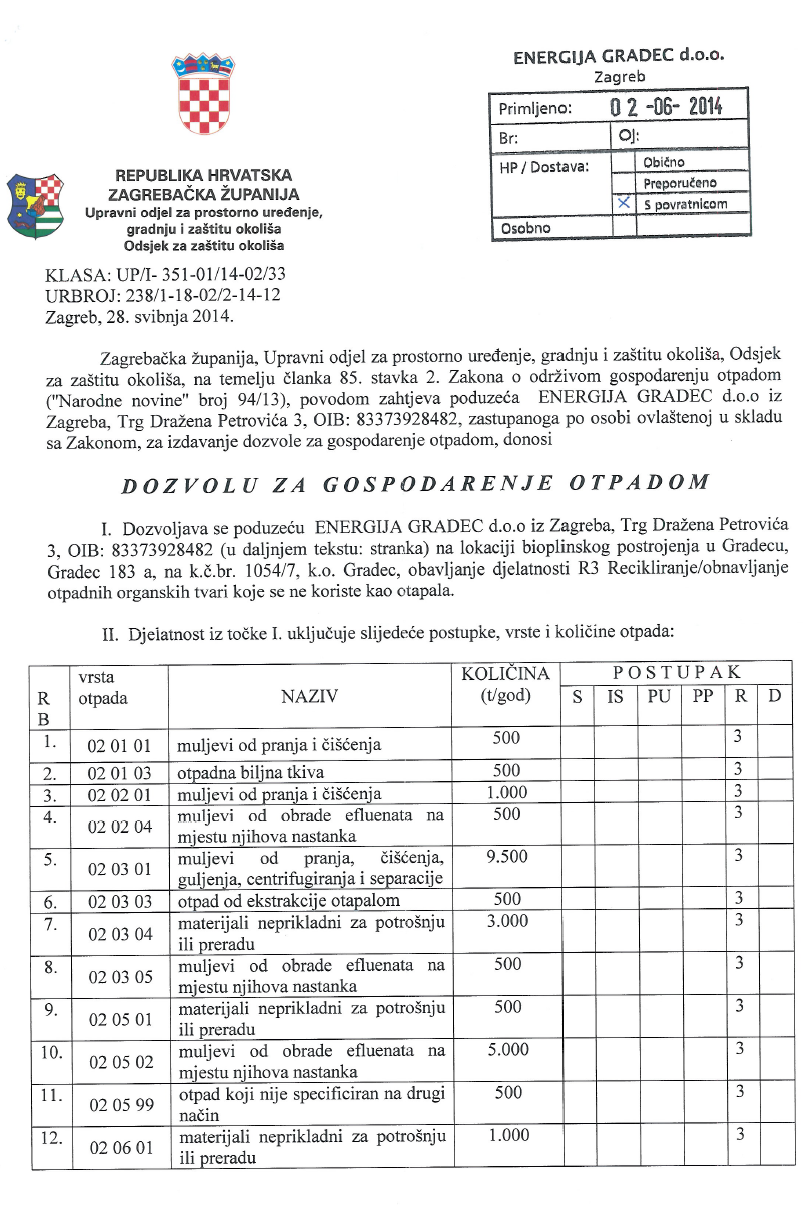 ENERGIJA GRADEC d.o.o.
Zagreb
Primljeno: 02-06-2014
Br: OJ:
HP / Dostava: Obično
Preporučeno
X S povratnicom
Osobno
REPUBLIKA HRVATSKA
ZAGREBAČKA ŽUPANIJA
Upravni odjel za prostorno uređenje,
gradnju i zaštitu okoliša
Odsjek za zaštitu okoliša
KLASA: UP/I- 351-01/14-02/33
URBROJ: 238/1-18-02/2-14-12
Zagreb, 28. svibnja 2014.
Zagrebačka županija, Upravni odjel za prostorno uređenje, gradnju i zaštitu okoliša, Odsjek
za zaštitu okoliša, na temelju članka 85. stavka 2. Zakona o održivom gospodarenju otpadom
("Narodne novine" broj 94/13), povodom zahtjeva poduzeća ENERGIJA GRADEC d.o.o iz
Zagreba, Trg Dražena Petrovića 3, OIB: 83373928482, zastupanoga po osobi ovlaštenoj u skladu
sa Zakonom, za izdavanje dozvole za gospodarenje otpadom, donosi
DOZVOLU ZA GOSPODARENJE OTPADOM
I. Dozvoljava se poduzeću ENERGIJA GRADEC d.o.o iz Zagreba, Trg Dražena Petrovića
3, OIB: 83373928482 (u daljnjem tekstu: stranka) na lokaciji bioplinskog postrojenja u Gradecu,
Gradec 183 a, na k.č.br. 1054/7, k.o. Gradec, obavljanje djelatnosti R3 Recikliranje/obnavljanje
otpadnih organskih tvari koje se ne koriste kao otapala.
II. Djelatnost iz točke I. uključuje slijedeće postupke, vrste i količine otpada:
RB vrsta otpada NAZIV KOLIČINA (t/god) POSTUPAK
S IS PU PP R D
1. 02 01 01 muljevi od pranja i čišćenja 500 3
2. 02 01 03 otpadna biljna tkiva 500 3
3. 02 02 01 muljevi od pranja i čišćenja 1.000 3
4. 02 02 04 muljevi od obrade efluenata na 500 3
mjestu njihova nastanka
5. 02 03 01 muljevi od pranja, čišćenja, 9.500 3
guljenja, centrifugiranja i separacije
6. 02 03 03 otpad od ekstrakcije otapalom 500 3
7. 02 03 04 materijali neprikladni za potrošnju 3.000 3
ili preradu
8. 02 03 05 muljevi od obrade efluenata na 500 3
mjestu njihova nastanka
9. 02 05 01 materijali neprikladni za potrošnju 500 3
ili preradu
10. 02 05 02 muljevi od obrade efluenata na 5.000 3
mjestu njihova nastanka
11. 02 05 99 otpad koji nije specificiran na drugi 500 3
način
12. 02 06 01 materijali neprikladni za potrošnju 1.000 3
ili preradu